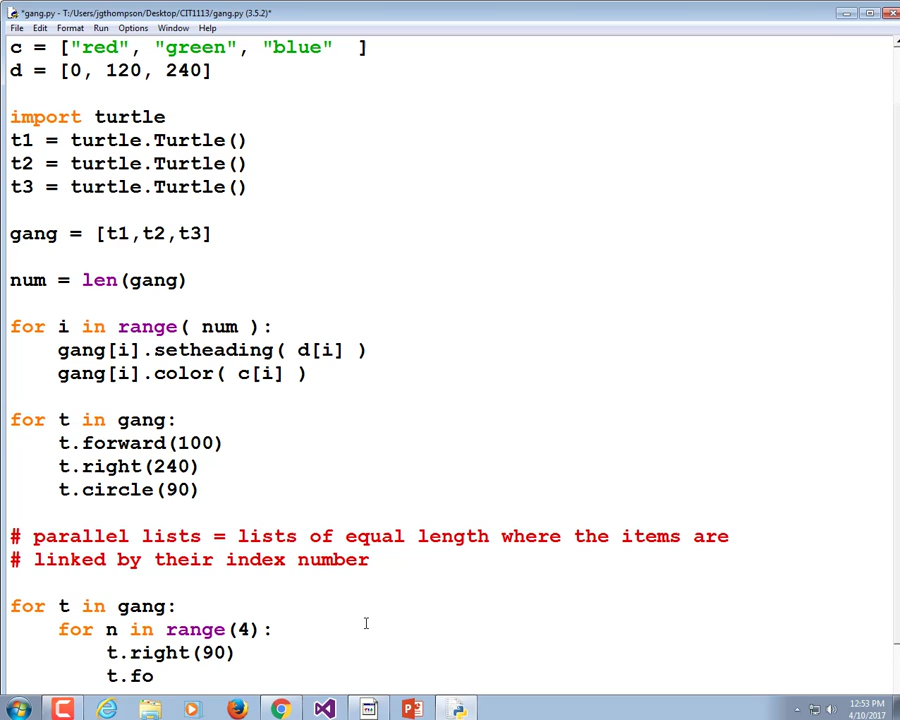 *gang.py - T:/Users/jgthompson/Desktop/CIT1113/gang.py (3.5.2)*
File Edit Format Run Options Window Help
c = ["red", "green", "blue"  ]
d = [0, 120, 240]
import turtle
t1 = turtle.Turtle()
t2 = turtle.Turtle()
t3 = turtle.Turtle()
gang = [t1,t2,t3]
num = len(gang)
for i in range( num ):
    gang[i].setheading( d[i] )
    gang[i].color( c[i] )
for t in gang:
    t.forward(100)
    t.right(240)
    t.circle(90)
# parallel lists = lists of equal length where the items are
# linked by their index number
for t in gang:
    for n in range(4):
        t.right(90)
        t.fo
12:53 PM
4/10/2017